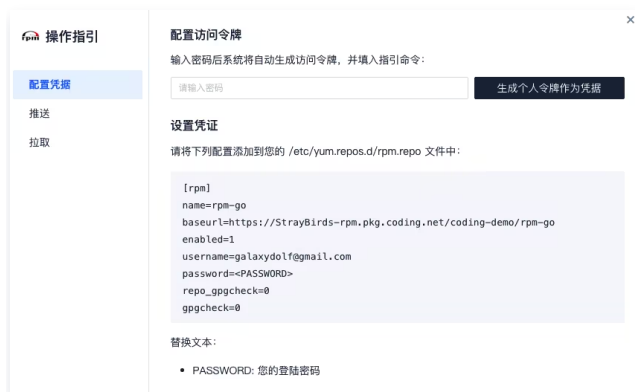 rpm 操作指引
配置凭据
推送
拉取
配置访问令牌
输入密码后系统将自动生成访问令牌，并填入指引命令：
请输入密码
生成个人令牌作为凭据
设置凭证
请将下列配置添加到您的 /etc/yum.repos.d/rpm.repo 文件中：
[rpm]
name=rpm-go
baseurl=https://StrayBirds-rpm.pkg.coding.net/coding-demo/rpm-go
enabled=1
username=galaxydolf@gmail.com
password=<PASSWORD>
repo_gpgcheck=0
gpgcheck=0
替换文本：
• PASSWORD: 您的登陆密码